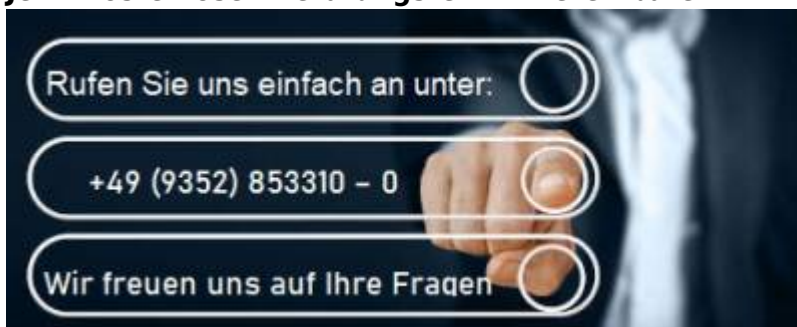 Rufen Sie uns einfach an unter:
+49 (9352) 853310 – 0
Wir freuen uns auf Ihre Fragen